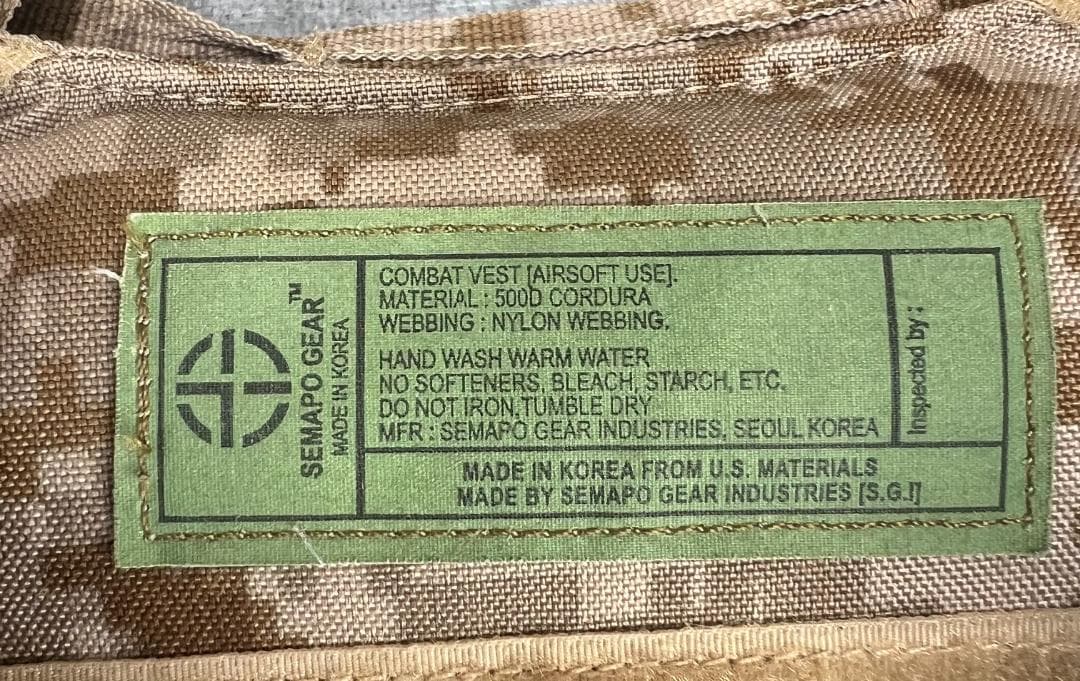 SEMAPO GEAR™
MADE IN KOREA
COMBAT VEST [AIRSOFT USE].
MATERIAL : 500D CORDURA
WEBBING : NYLON WEBBING.
HAND WASH WARM WATER
NO SOFTENERS, BLEACH, STARCH, ETC.
DO NOT IRON,TUMBLE DRY
MFR : SEMAPO GEAR INDUSTRIES, SEOUL KOREA
Inspected by :
MADE IN KOREA FROM U.S. MATERIALS
MADE BY SEMAPO GEAR INDUSTRIES [S.G.I]